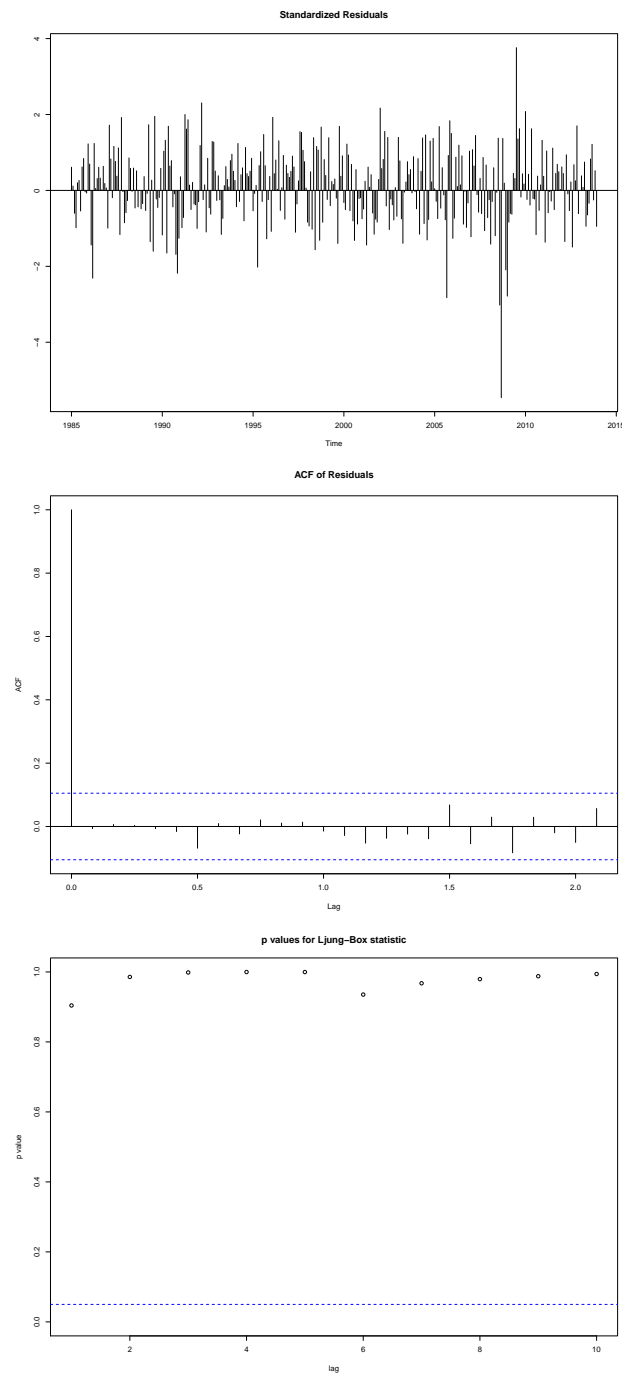 Standardized Residuals
4
2
0
−2
−4
1985 1990 1995 2000 2005 2010 2015
Time
ACF of Residuals
ACF
1.0
0.8
0.6
0.4
0.2
0.0
0.0 0.5 1.0 1.5 2.0
Lag
p values for Ljung−Box statistic
p value
1.0
0.8
0.6
0.4
0.2
0.0
2 4 6 8 10
lag